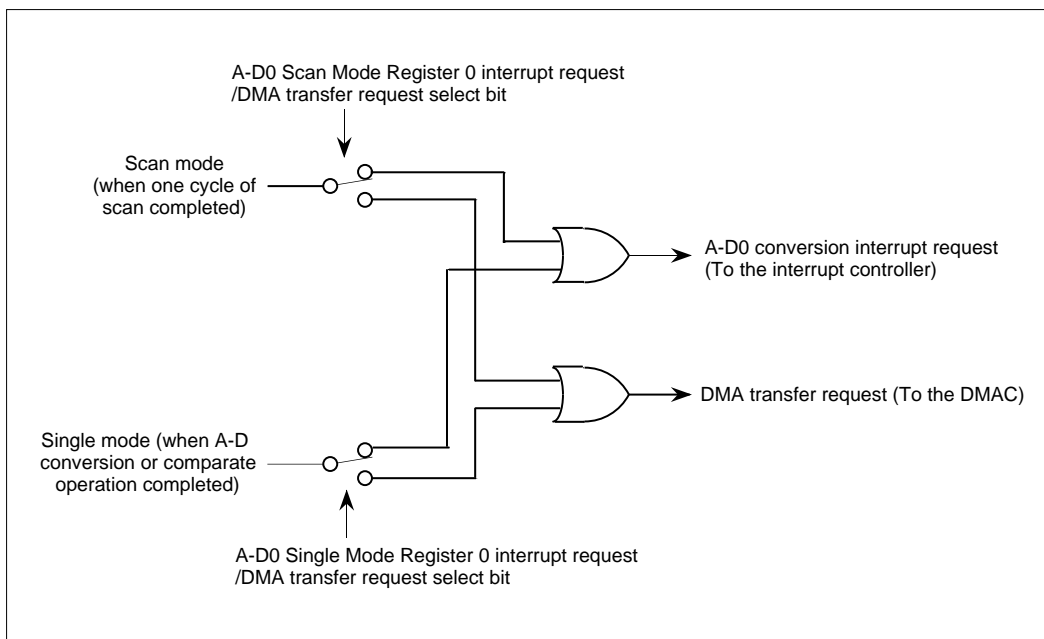 A-D0 Scan Mode Register 0 interrupt request
/DMA transfer request select bit
Scan mode
(when one cycle of
scan completed)
A-D0 conversion interrupt request
(To the interrupt controller)
DMA transfer request (To the DMAC)
Single mode (when A-D
conversion or comparate
operation completed)
A-D0 Single Mode Register 0 interrupt request
/DMA transfer request select bit